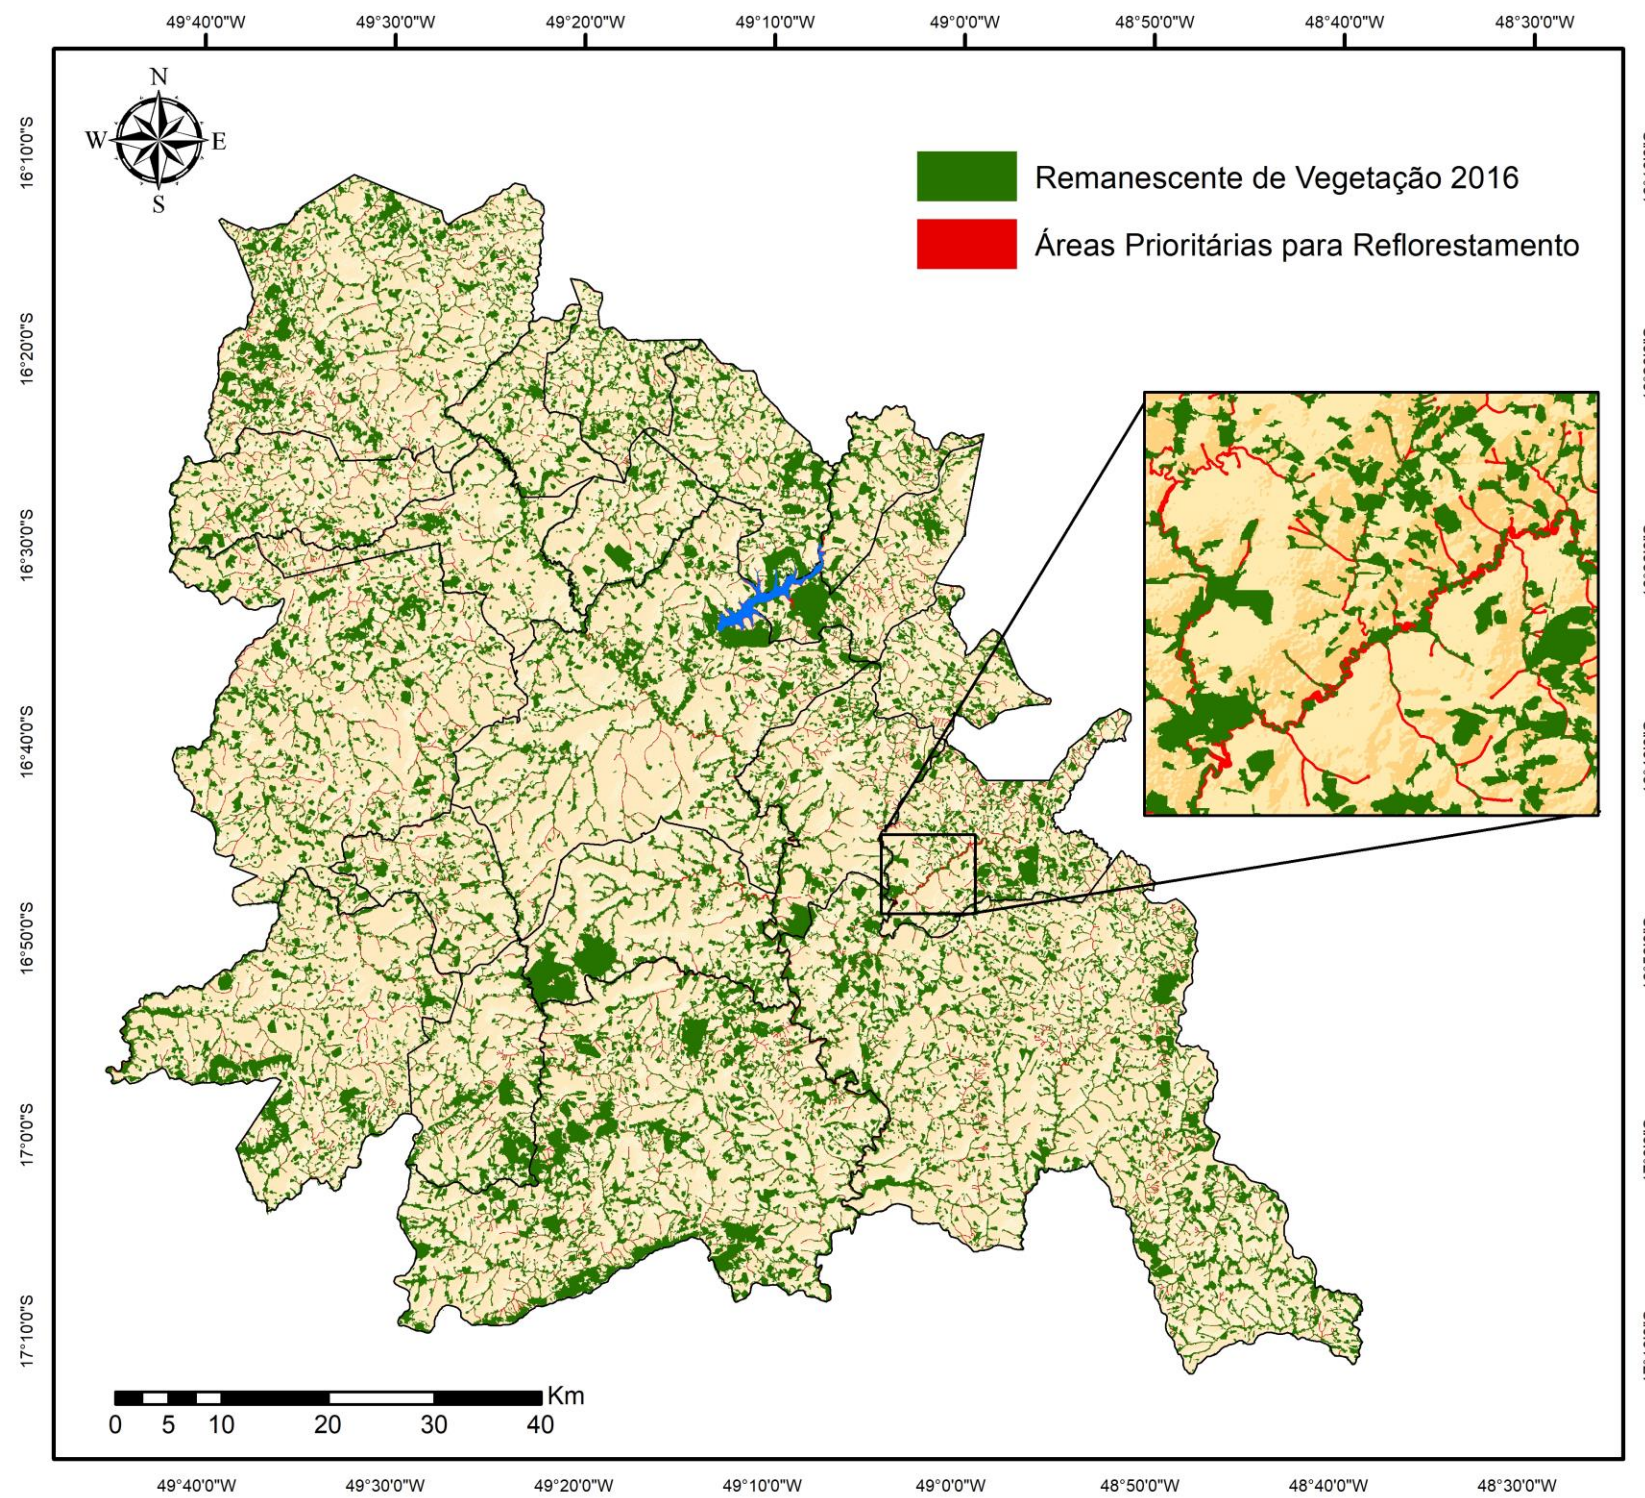 49°40'0"W 49°30'0"W 49°20'0"W 49°10'0"W 49°0'0"W 48°50'0"W 48°40'0"W 48°30'0"W
N
W E
S
Remanescente de Vegetação 2016
Áreas Prioritárias para Reflorestamento
16°10'0"S
16°20'0"S
16°30'0"S
16°40'0"S
16°50'0"S
17°0'0"S
17°10'0"S
Km
0 5 10 20 30 40
49°40'0"W 49°30'0"W 49°20'0"W 49°10'0"W 49°0'0"W 48°50'0"W 48°40'0"W 48°30'0"W